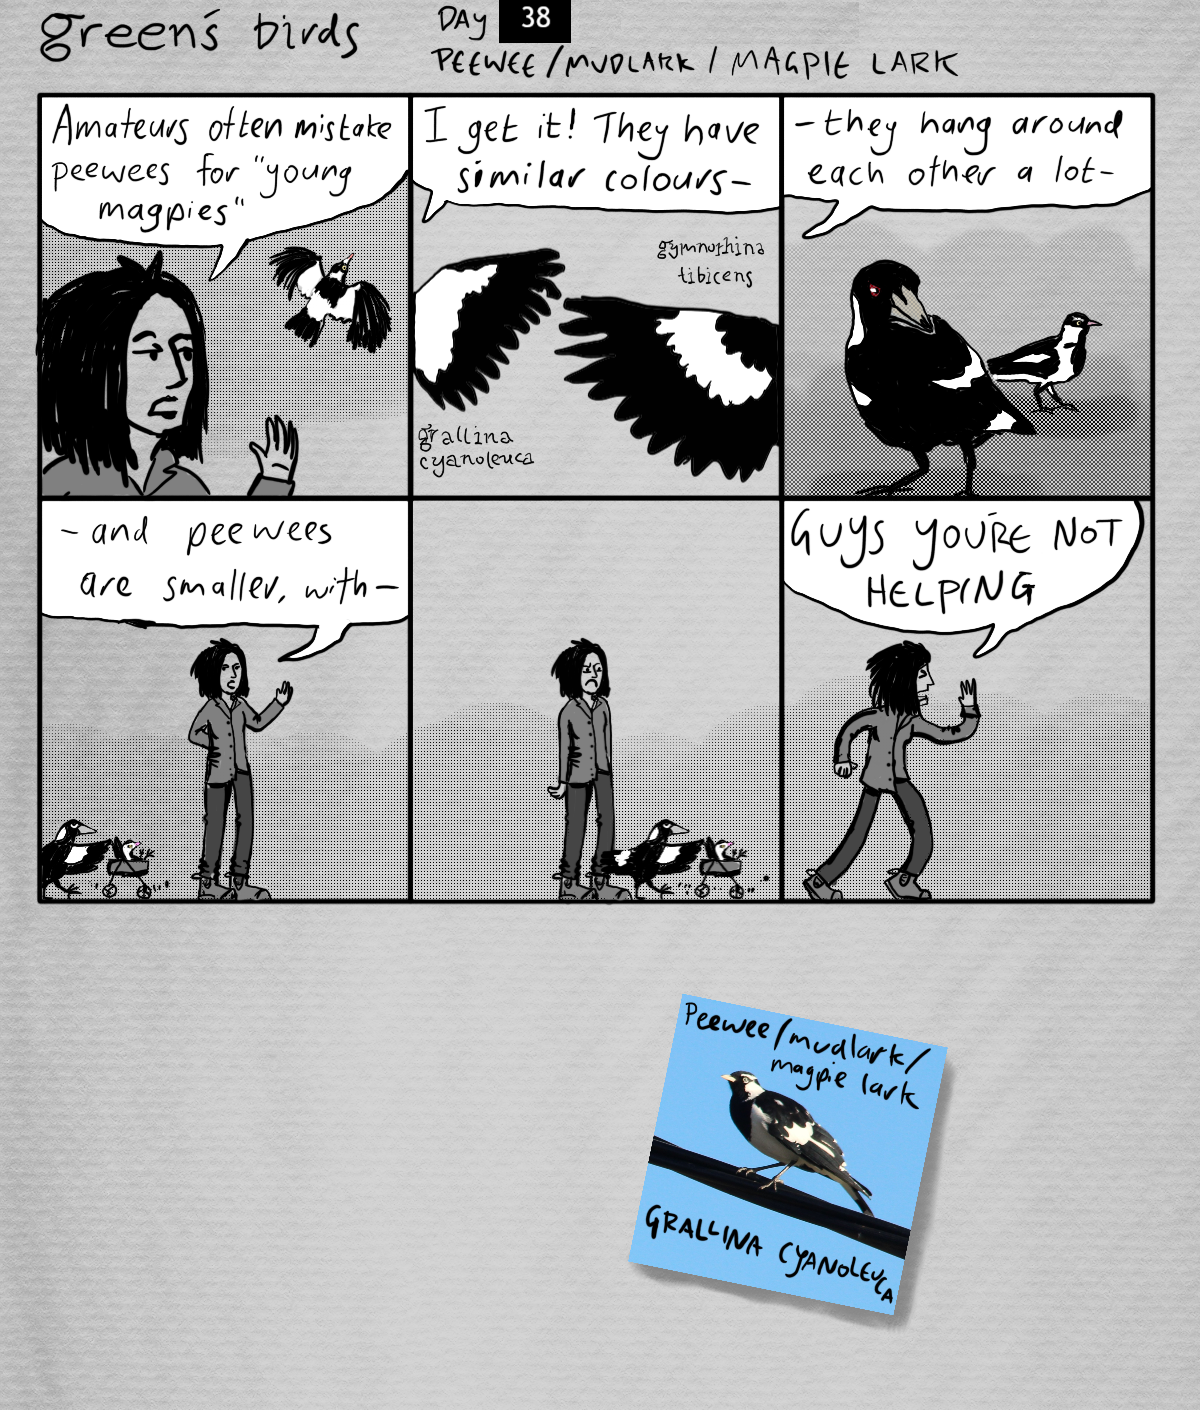 green's birds
DAY 38
PEEWEE/MUDLARK/MAGPIE LARK
Amateurs often mistake
peewees for "young
magpies"
I get it! They have
similar colours-
gymnorhina
tibicens
grallina
cyanoleuca
-they hang around
each other a lot-
-and peewees
are smaller, with-
GUYS YOU'RE NOT
HELPING
Peewee/mudlark/
magpie lark
GRALLINA CYANOLEUCA